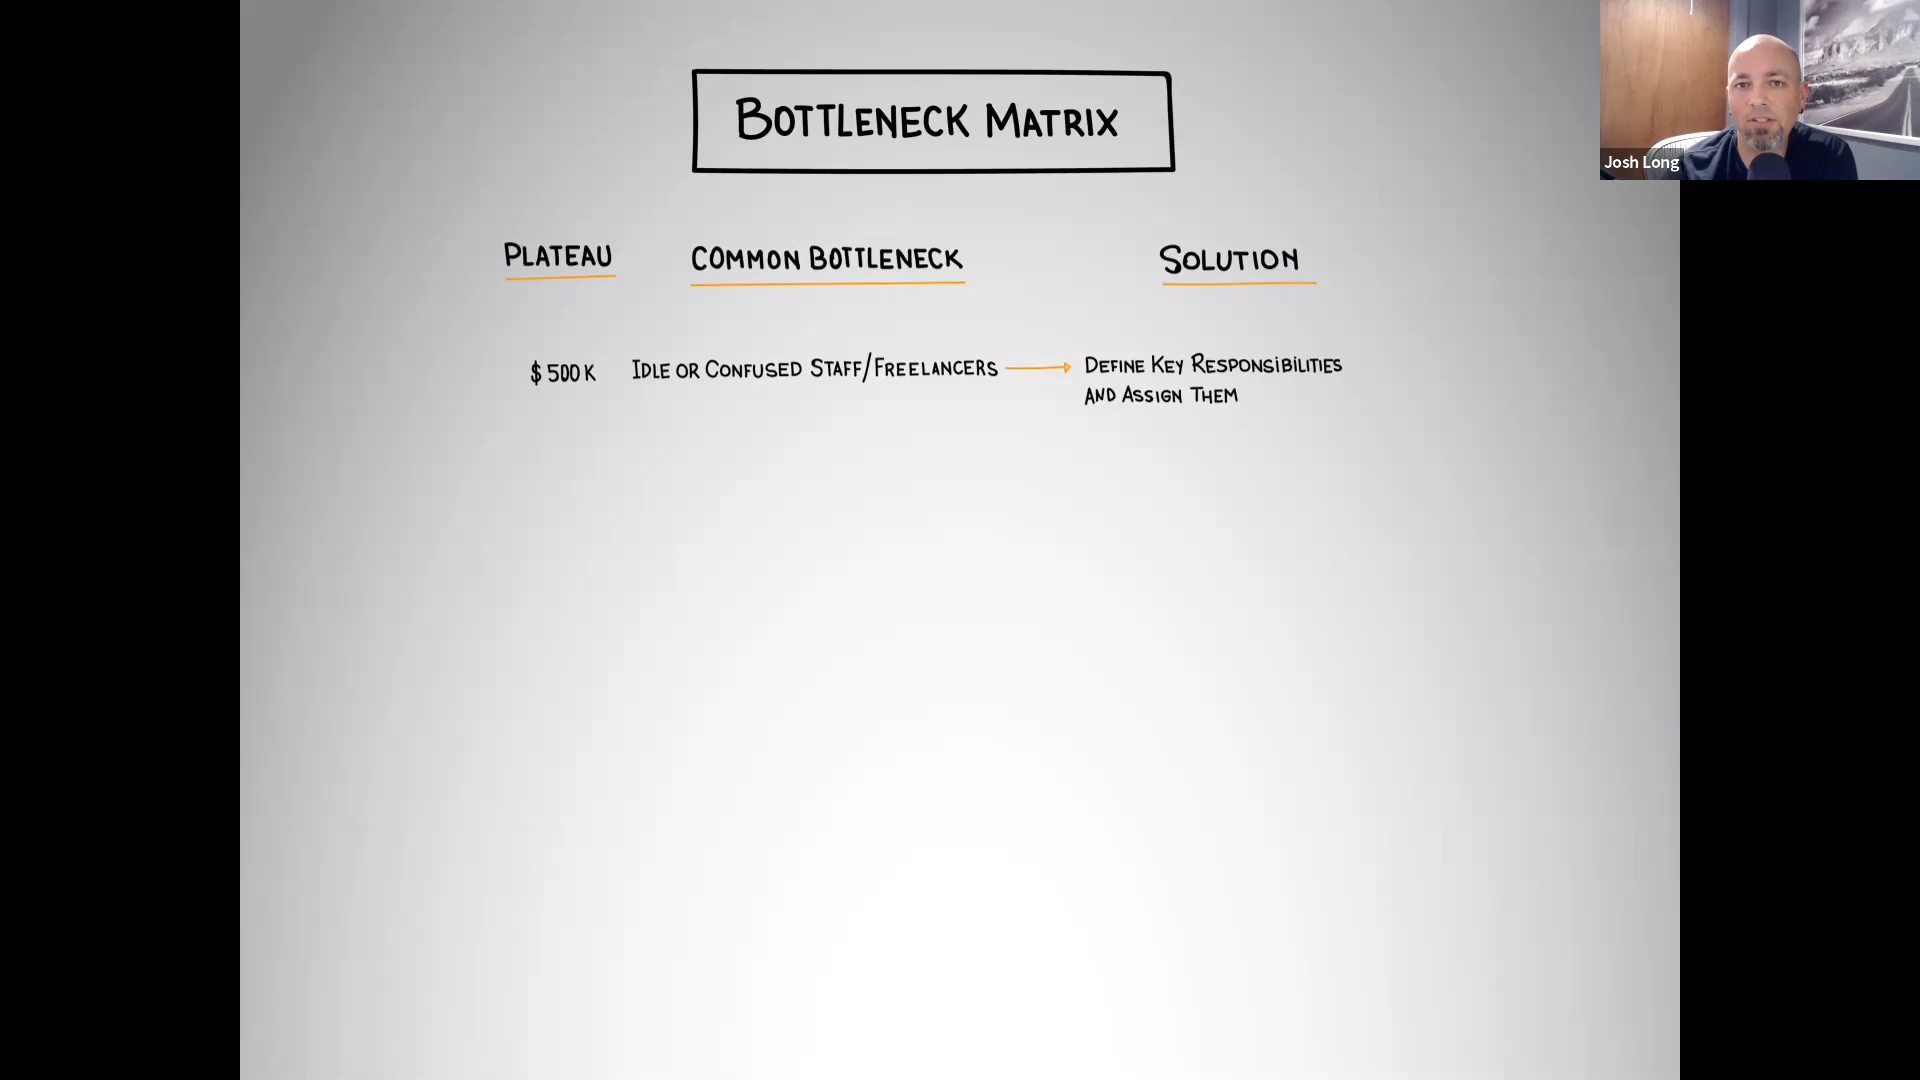 BOTTLENECK MATRIX
PLATEAU
COMMON BOTTLENECK
SOLUTION
$500K
IDLE OR CONFUSED STAFF/FREELANCERS
DEFINE KEY RESPONSIBILITIES
AND ASSIGN THEM
Josh Long